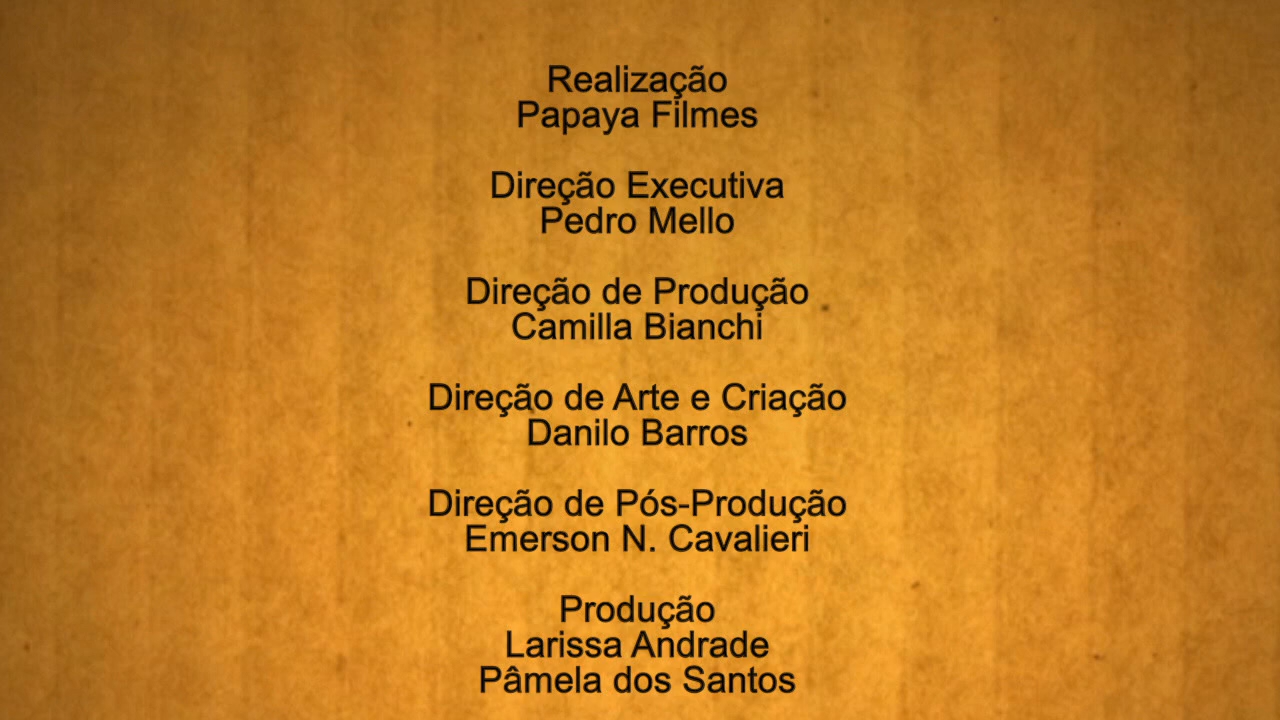 Realização
Papaya Filmes
Direção Executiva
Pedro Mello
Direção de Produção
Camilla Bianchi
Direção de Arte e Criação
Danilo Barros
Direção de Pós-Produção
Emerson N. Cavalieri
Produção
Larissa Andrade
Pâmela dos Santos